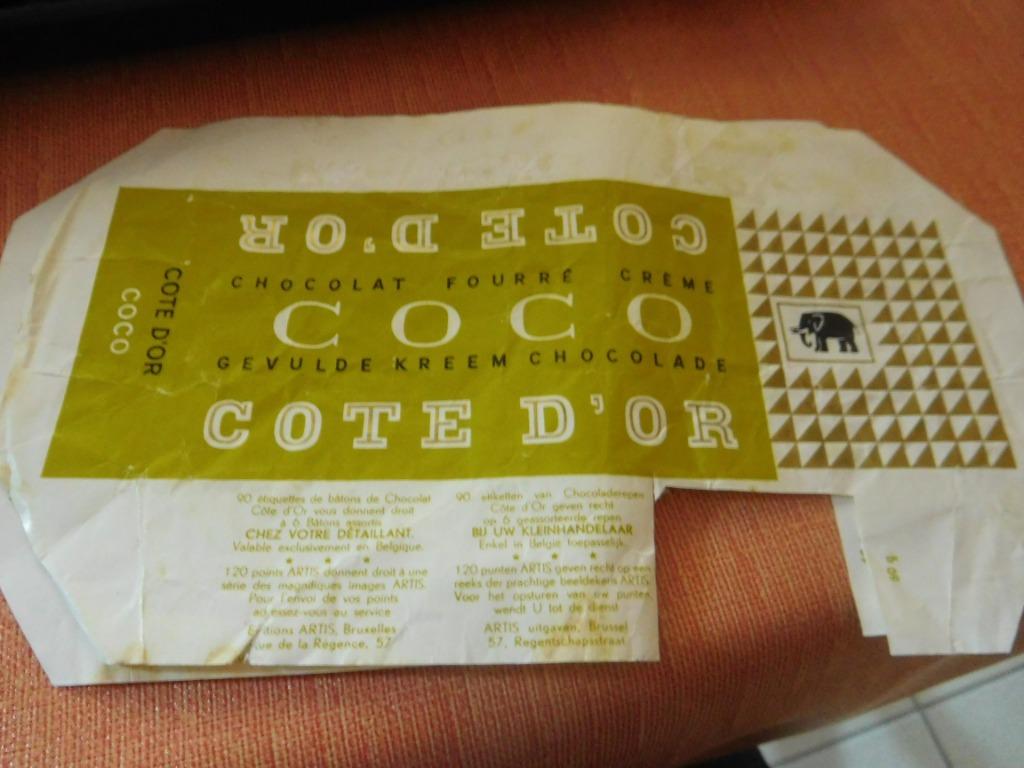 COTE D'OR
CHOCOLAT FOURRÉ CRÈME
COCO
GEVULDE KREEM CHOCOLADE
COTE D'OR
COTE D'OR
COCO
90 étiquettes de bâtons de Chocolat
Côte d'Or vous donnent droit
à 6 Bâtons assortis
CHEZ VOTRE DÉTAILLANT.
Valable exclusivement en Belgique.
120 points ARTIS donnent droit à une
série des magnifiques images ARTIS.
Pour l'envoi de vos points
adressez-vous au service
Editions ARTIS, Bruxelles
Rue de la Régence, 57
90 etiketten van Chocoladerepen
Côte d'Or geven recht
op 6 geassorteerde repen
BIJ UW KLEINHANDELAAR
Enkel in België toepasselijk.
120 punten ARTIS geven recht op een
reeks der prachtige beeldekens ARTIS.
Voor het opsturen van uw punten,
wendt U tot de dienst
ARTIS uitgaven, Brussel
57, Regentschapsstraat